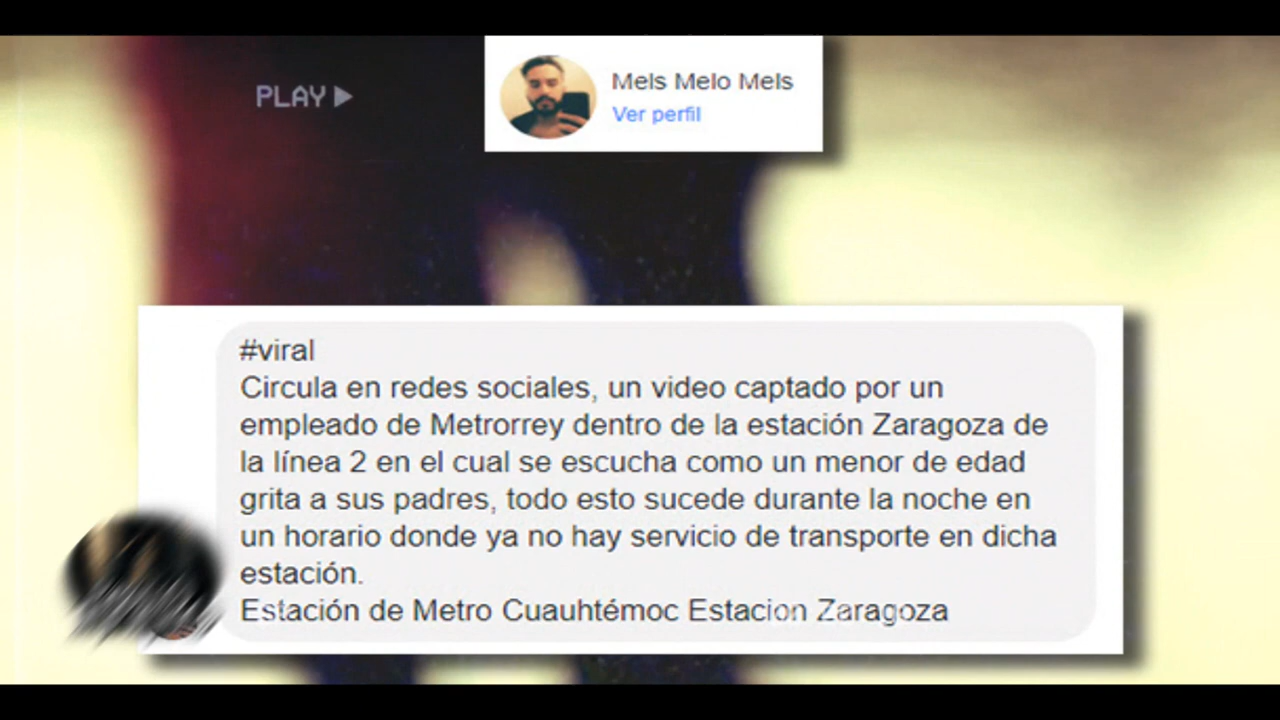 PLAY
Mels Melo Mels
Ver perfil
#viral
Circula en redes sociales, un video captado por un
empleado de Metrorrey dentro de la estación Zaragoza de
la línea 2 en el cual se escucha como un menor de edad
grita a sus padres, todo esto sucede durante la noche en
un horario donde ya no hay servicio de transporte en dicha
estación.
Estación de Metro Cuauhtémoc Estacion Zaragoza